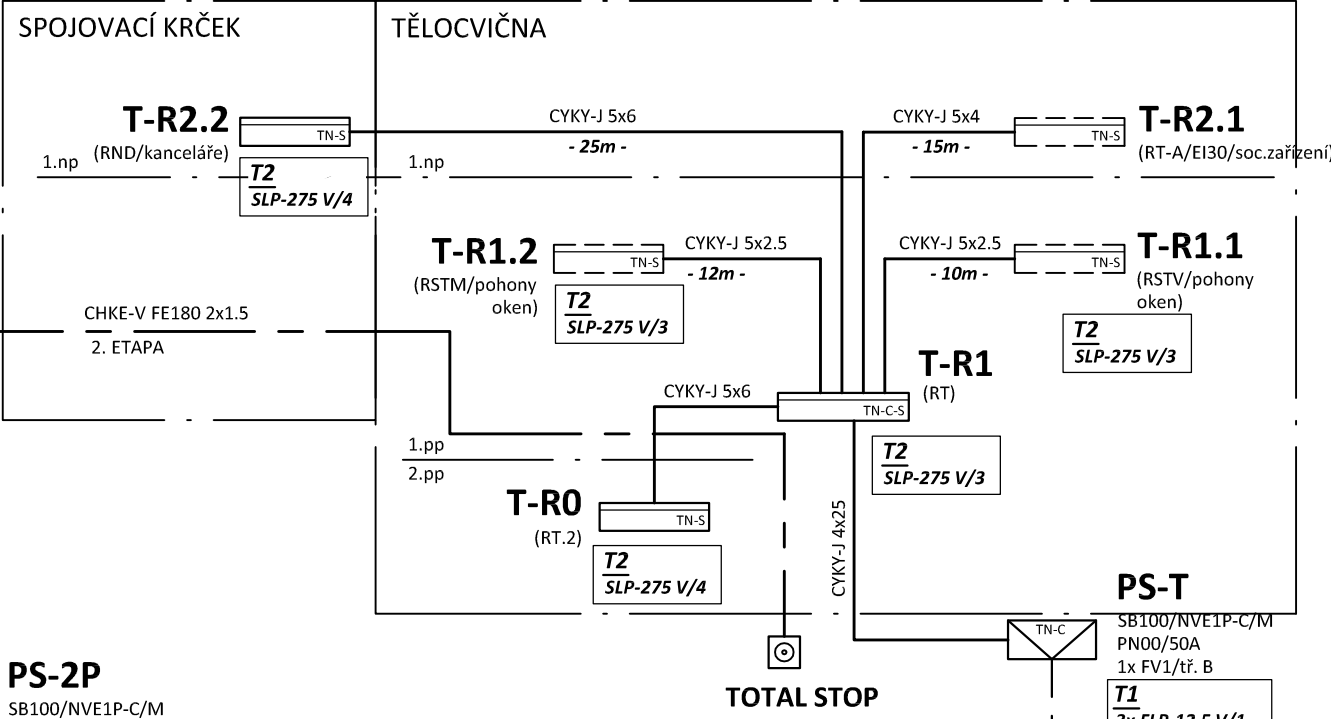 SPOJOVACÍ KRČEK
TĚLOCVIČNA
T-R2.2
(RND/kanceláře)
TN-S
CYKY-J 5x6
- 25m -
CYKY-J 5x4
- 15m -
TN-S
T-R2.1
(RT-A/EI30/soc.zařízení)
1.np
T2
SLP-275 V/4
1.np
T-R1.2
(RSTM/pohony
oken)
TN-S
CYKY-J 5x2.5
- 12m -
T2
SLP-275 V/3
CYKY-J 5x2.5
- 10m -
TN-S
T-R1.1
(RSTV/pohony
oken)
T2
SLP-275 V/3
CHKE-V FE180 2x1.5
2. ETAPA
T-R1
(RT)
CYKY-J 5x6
TN-C-S
T2
SLP-275 V/3
1.pp
2.pp
T-R0
(RT.2)
TN-S
T2
SLP-275 V/4
CYKY-J 4x25
PS-T
SB100/NVE1P-C/M
PN00/50A
1x FV1/tř. B
TN-C
T1
TOTAL STOP
PS-2P
SB100/NVE1P-C/M